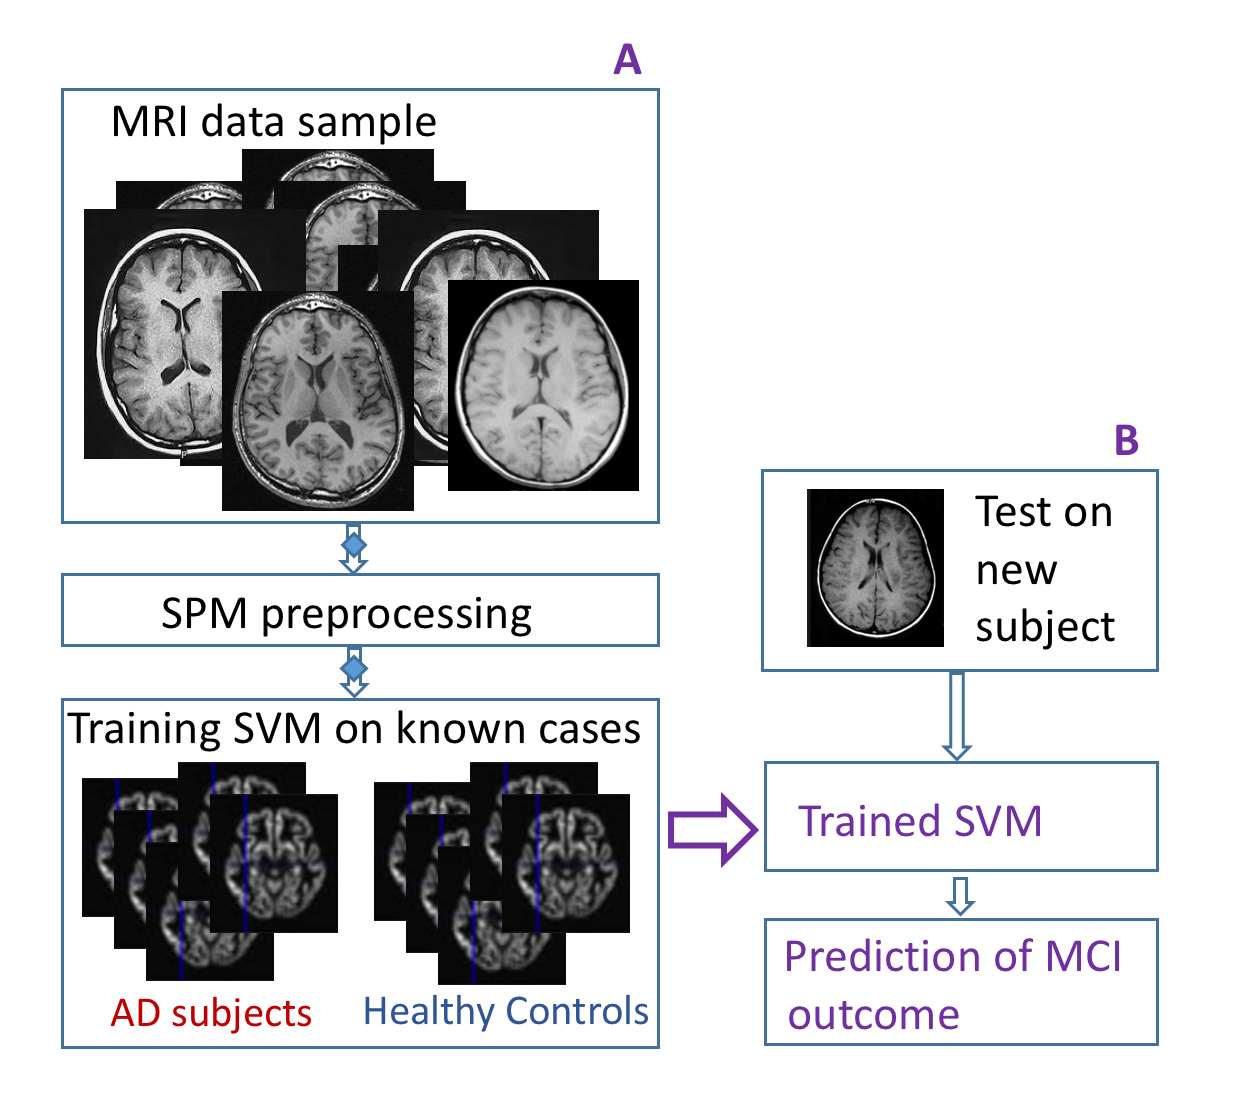 A
MRI data sample
SPM preprocessing
Training SVM on known cases
AD subjects
Healthy Controls
B
Test on
new
subject
Trained SVM
Prediction of MCI
outcome